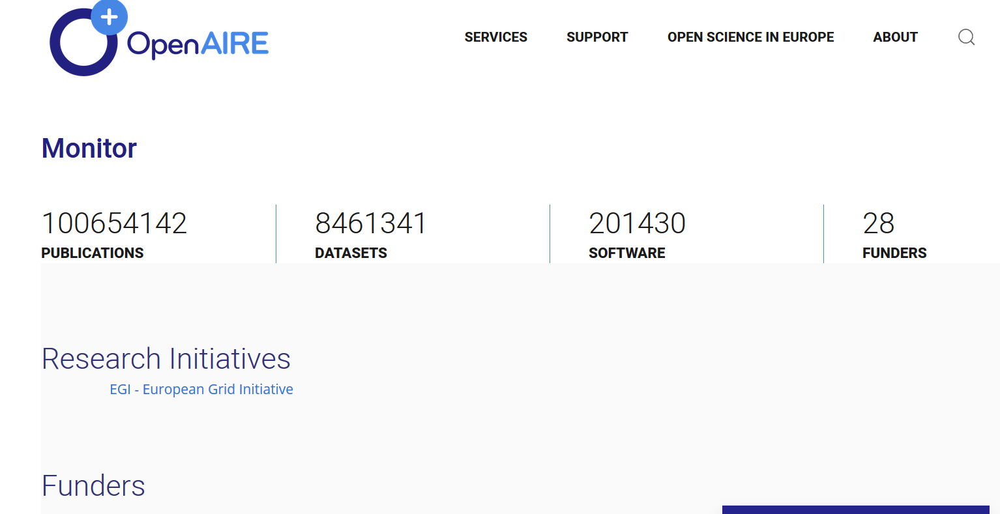 OpenAIRE
SERVICES SUPPORT OPEN SCIENCE IN EUROPE ABOUT
Monitor
100654142 8461341 201430 28
PUBLICATIONS DATASETS SOFTWARE FUNDERS
Research Initiatives
EGI - European Grid Initiative
Funders